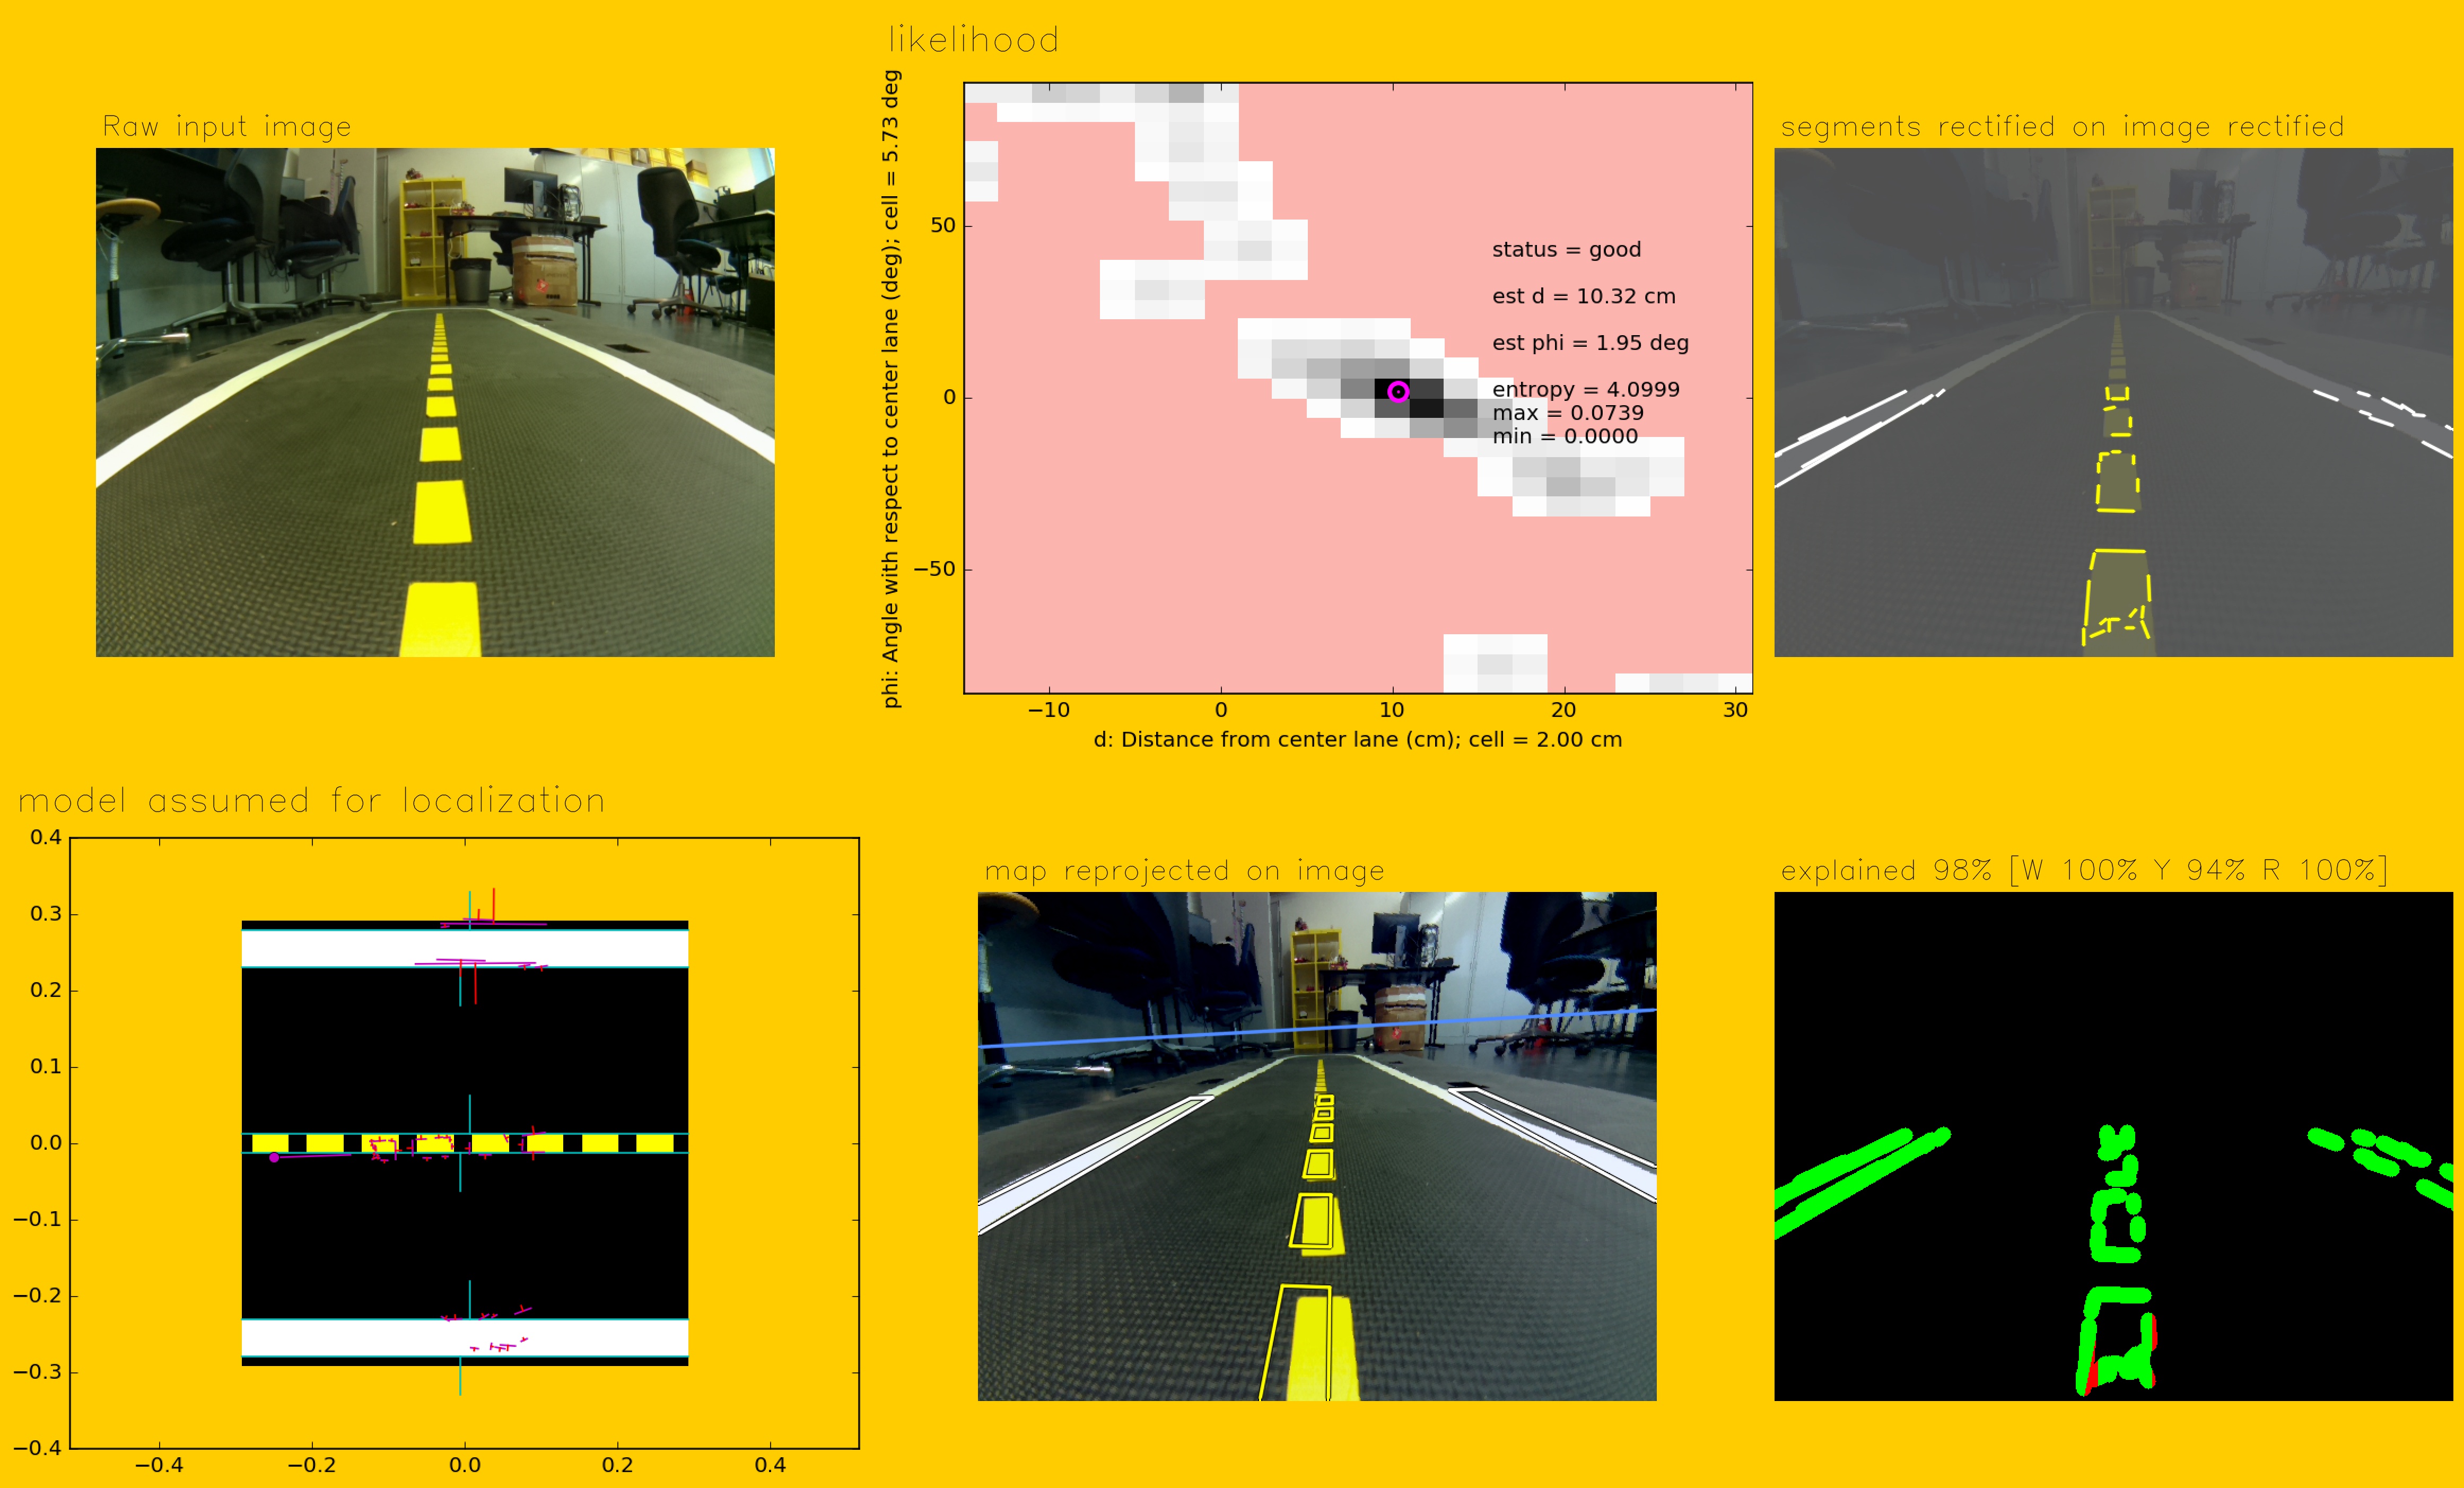 likelihood
Raw input image
segments rectified on image rectified
phi: Angle with respect to center lane (deg); cell = 5.73 deg
50
0
−50
status = good
est d = 10.32 cm
est phi = 1.95 deg
entropy = 4.0999
max = 0.0739
min = 0.0000
−10
0
10
20
30
d: Distance from center lane (cm); cell = 2.00 cm
model assumed for localization
0.4
0.3
0.2
0.1
0.0
−0.1
−0.2
−0.3
−0.4
−0.4
−0.2
0.0
0.2
0.4
map reprojected on image
explained 98% [W 100% Y 94% R 100%]